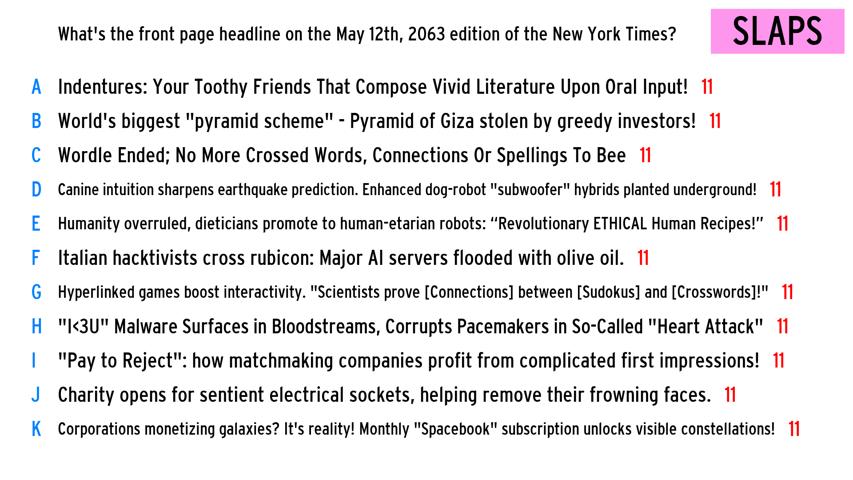 What's the front page headline on the May 12th, 2063 edition of the New York Times?
SLAPS
A Indentures: Your Toothy Friends That Compose Vivid Literature Upon Oral Input! 11
B World's biggest "pyramid scheme" - Pyramid of Giza stolen by greedy investors! 11
C Wordle Ended; No More Crossed Words, Connections Or Spellings To Bee 11
D Canine intuition sharpens earthquake prediction. Enhanced dog-robot "subwoofer" hybrids planted underground! 11
E Humanity overruled, dieticians promote to human-etarian robots: “Revolutionary ETHICAL Human Recipes!” 11
F Italian hacktivists cross rubicon: Major AI servers flooded with olive oil. 11
G Hyperlinked games boost interactivity. "Scientists prove [Connections] between [Sudokus] and [Crosswords]!" 11
H "I<3U" Malware Surfaces in Bloodstreams, Corrupts Pacemakers in So-Called "Heart Attack" 11
I "Pay to Reject": how matchmaking companies profit from complicated first impressions! 11
J Charity opens for sentient electrical sockets, helping remove their frowning faces. 11
K Corporations monetizing galaxies? It's reality! Monthly "Spacebook" subscription unlocks visible constellations! 11